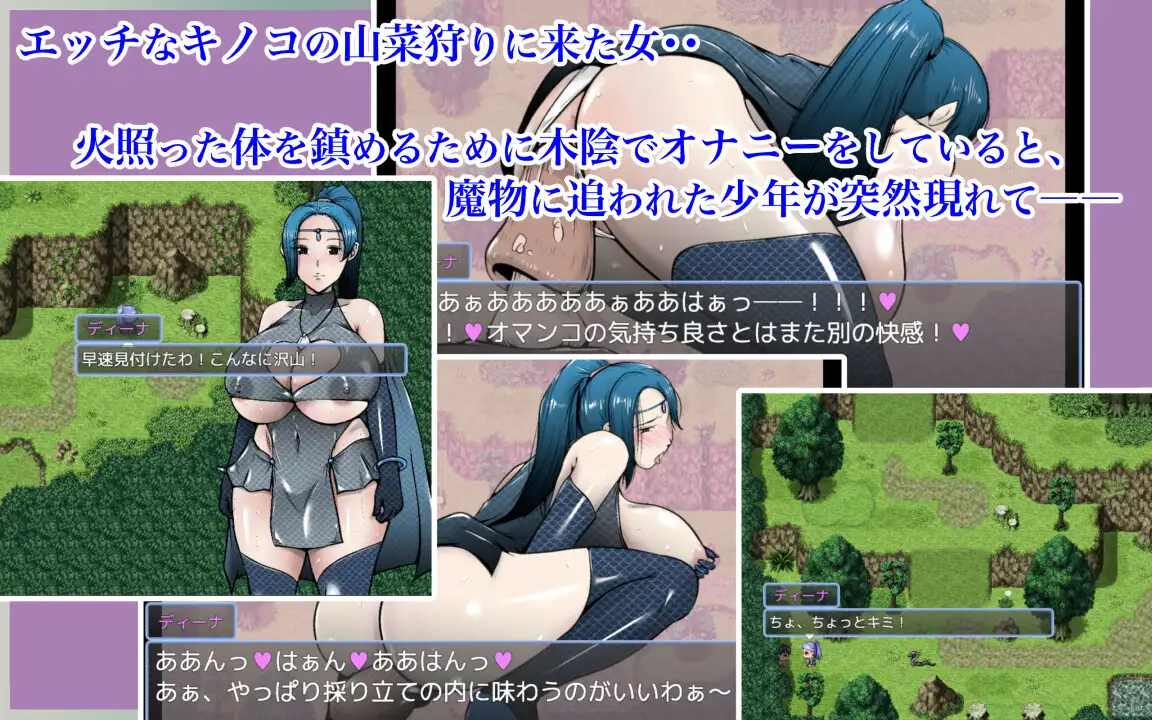 エッチなキノコの山菜狩りに来た女‥
火照った体を鎮めるために木陰でオナニーをしていると、
魔物に追われた少年が突然現れて――
ディーナ
早速見付けたわ！こんなに沢山！
ーナ
あぁあああああぁああはぁっ――！！！♥
！♥オマンコの気持ち良さとはまた別の快感！♥
ディーナ
ちょ、ちょっとキミ！
ディーナ
ああんっ♥はぁん♥ああはんっ♥
あぁ、やっぱり採り立ての内に味わうのがいいわぁ～